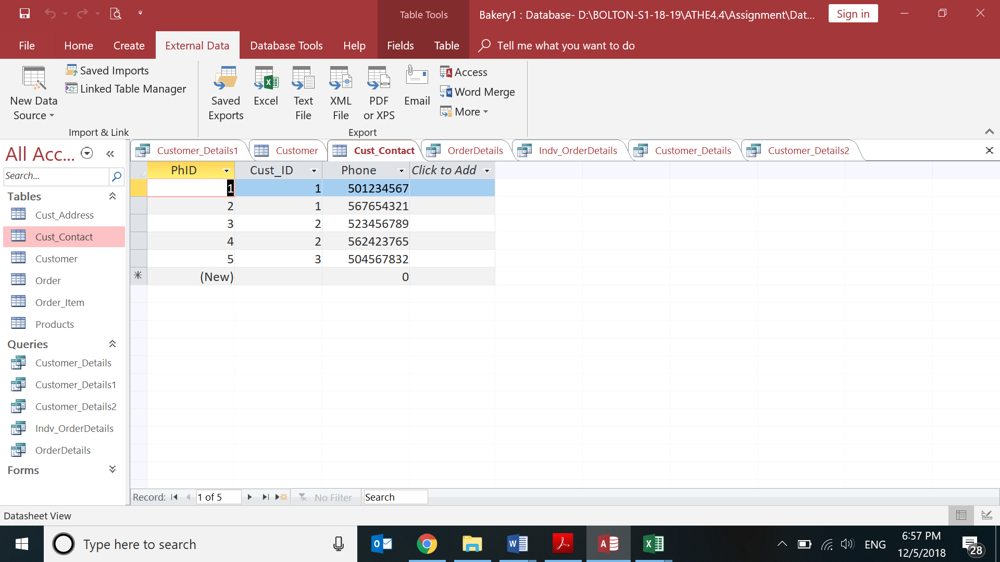 Table Tools
Bakery1 : Database- D:\BOLTON-S1-18-19\ATHE4.4\Assignment\Dat...
Sign in
File
Home
Create
External Data
Database Tools
Help
Fields
Table
Tell me what you want to do
New Data
Source
Saved Imports
Linked Table Manager
Import & Link
Saved
Exports
Excel
Text
File
XML
File
PDF
or XPS
Email
Access
Word Merge
More
Export
All Acc...
Search...
Tables
Cust_Address
Cust_Contact
Customer
Order
Order_Item
Products
Queries
Customer_Details
Customer_Details1
Customer_Details2
Indv_OrderDetails
OrderDetails
Forms
Customer_Details1
Customer
Cust_Contact
OrderDetails
Indv_OrderDetails
Customer_Details
Customer_Details2
PhID Cust_ID Phone Click to Add
1 1 501234567
2 1 567654321
3 2 523456789
4 2 562423765
5 3 504567832
(New) 0
Record: 1 of 5 No Filter Search
Datasheet View
Type here to search
ENG
6:57 PM
12/5/2018
28